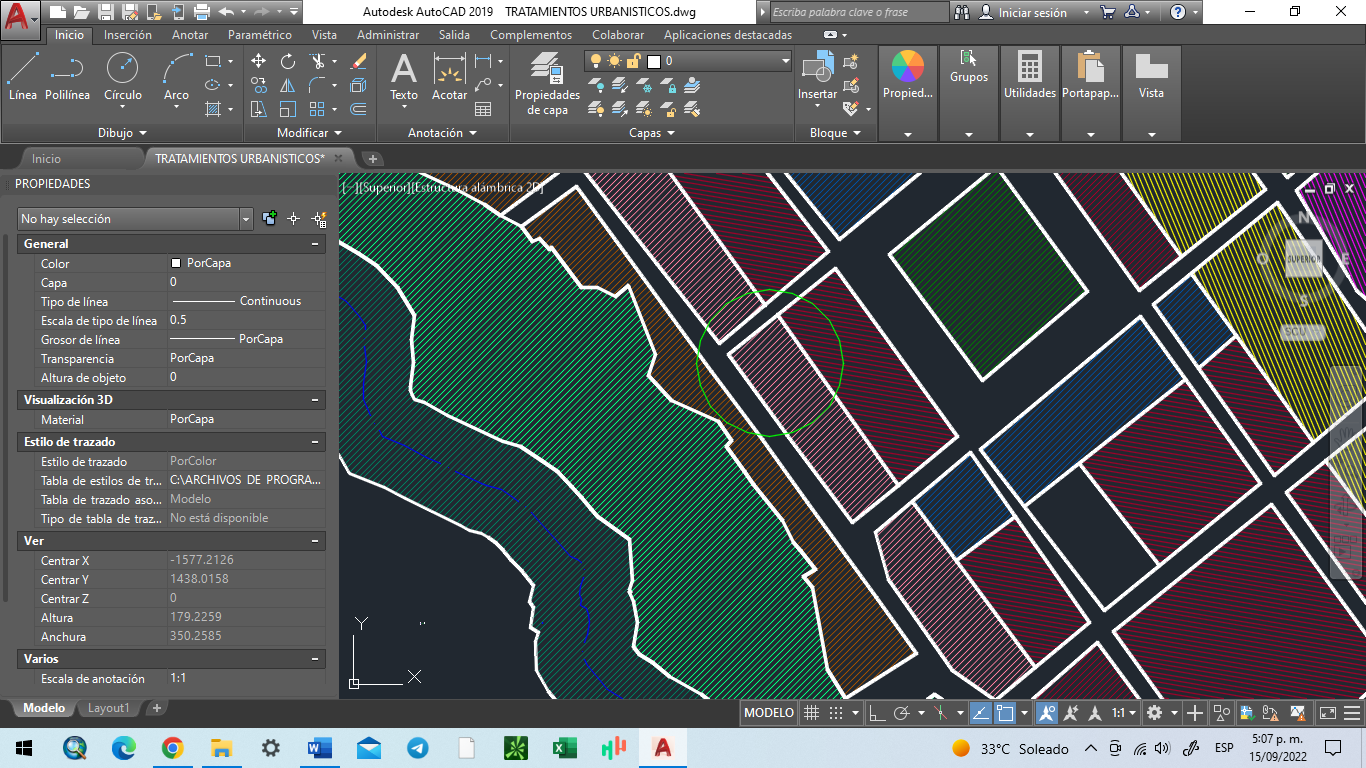 Autodesk AutoCAD 2019 TRATAMIENTOS URBANISTICOS.dwg
Escriba palabra clave o frase
Iniciar sesión
Inicio Inserción Anotar Paramétrico Vista Administrar Salida Complementos Colaborar Aplicaciones destacadas
0
Línea Polilínea Círculo Arco Texto Acotar Propiedades de capa Insertar Propied... Grupos Utilidades Portapap... Vista
Dibujo Modificar Anotación Capas Bloque
Inicio TRATAMIENTOS URBANISTICOS*
PROPIEDADES
[−][Superior][Estructura alámbrica 2D]
No hay selección
General
Color PorCapa
Capa 0
Tipo de línea Continuous
Escala de tipo de línea 0.5
Grosor de línea PorCapa
Transparencia PorCapa
Altura de objeto 0
Visualización 3D
Material PorCapa
Estilo de trazado
Estilo de trazado PorColor
Tabla de estilos de tr... C:\ARCHIVOS DE PROGRA...
Tabla de trazado aso... Modelo
Tipo de tabla de traz... No está disponible
Ver
Centrar X -1577.2126
Centrar Y 1438.0158
Centrar Z 0
Altura 179.2259
Anchura 350.2585
Varios
Escala de anotación 1:1
N
O SUPERIOR E
S
SCU
Y
X
Modelo Layout1
MODELO 1:1
33°C Soleado
ESP
5:07 p. m.
15/09/2022